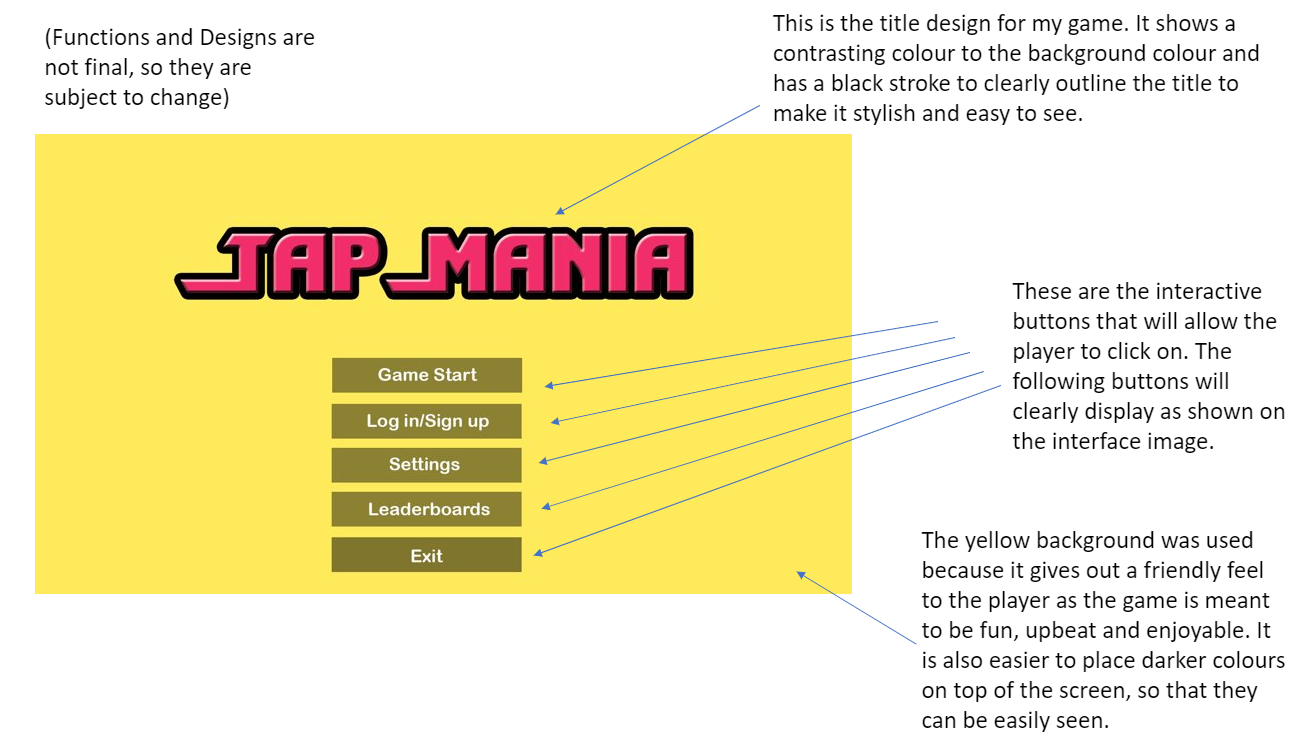 (Functions and Designs are
not final, so they are
subject to change)
This is the title design for my game. It shows a
contrasting colour to the background colour and
has a black stroke to clearly outline the title to
make it stylish and easy to see.
TAP MANIA
Game Start
Log in/Sign up
Settings
Leaderboards
Exit
These are the interactive
buttons that will allow the
player to click on. The
following buttons will
clearly display as shown on
the interface image.
The yellow background was used
because it gives out a friendly feel
to the player as the game is meant
to be fun, upbeat and enjoyable. It
is also easier to place darker colours
on top of the screen, so that they
can be easily seen.